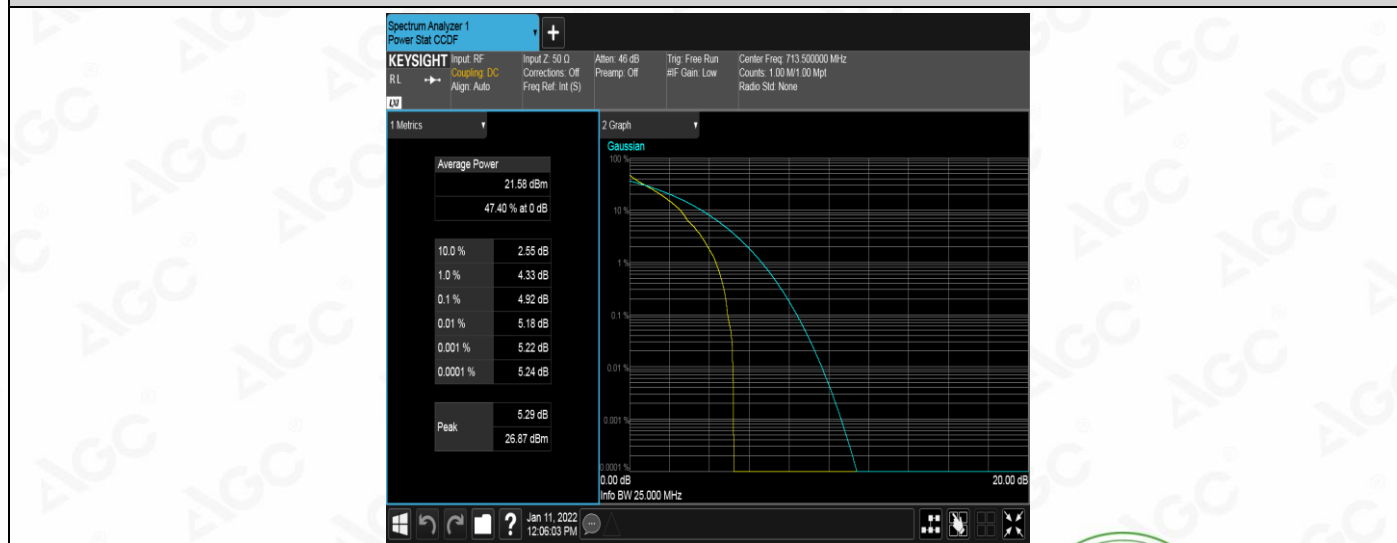 Spectrum Analyzer 1
Power Stat CCDF
+
KEYSIGHT Input: RF Input Z: 50 Ω Atten: 46 dB Trig: Free Run Center Freq: 713.500000 MHz
RL Coupling: DC Corrections: Off Preamp: Off #IF Gain: Low Counts: 1.00 M/1.00 Mpt
Align: Auto Freq Ref: Int (S) Radio Std: None
LXI
1 Metrics
Average Power
21.58 dBm
47.40 % at 0 dB
10.0 % 2.55 dB
1.0 % 4.33 dB
0.1 % 4.92 dB
0.01 % 5.18 dB
0.001 % 5.22 dB
0.0001 % 5.24 dB
Peak 5.29 dB
26.87 dBm
2 Graph
Gaussian
100 %
10 %
1 %
0.1 %
0.01 %
0.001 %
0.0001 %
0.00 dB 20.00 dB
Info BW 25.000 MHz
?
Jan 11, 2022
12:06:03 PM
AGC